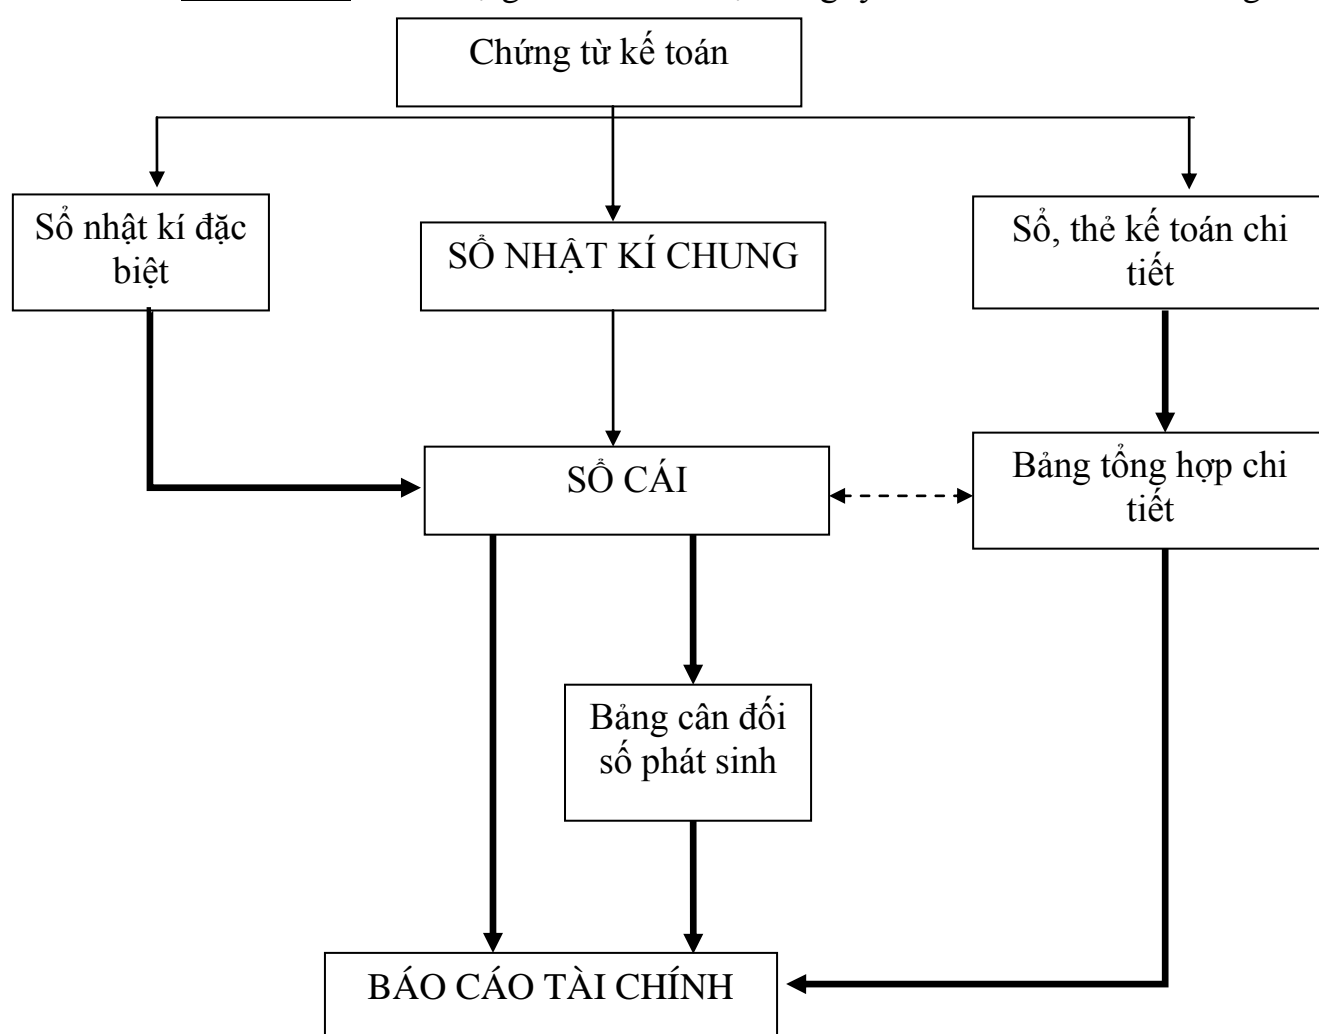 Chứng từ kế toán
Sổ nhật kí đặc
biệt
SỔ NHẬT KÍ CHUNG
Sổ, thẻ kế toán chi
tiết
SỔ CÁI
Bảng tổng hợp chi
tiết
Bảng cân đối
số phát sinh
BÁO CÁO TÀI CHÍNH